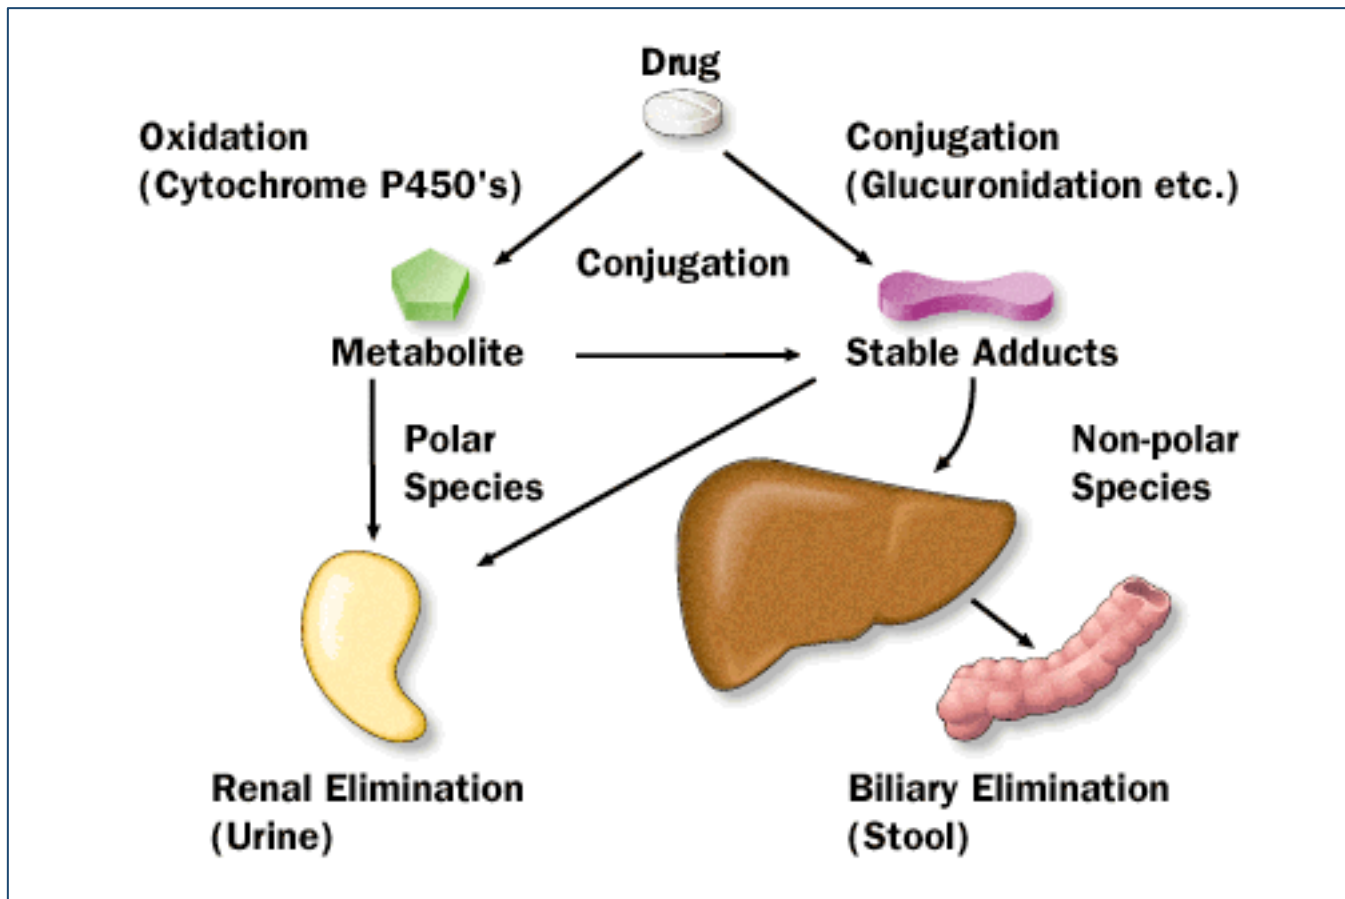 Drug
Oxidation
(Cytochrome P450's)
Conjugation
(Glucuronidation etc.)
Conjugation
Metabolite
Stable Adducts
Polar
Species
Non-polar
Species
Renal Elimination
(Urine)
Biliary Elimination
(Stool)